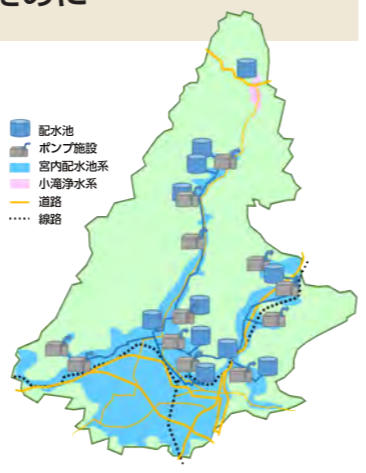 ために
配水池
ポンプ施設
宮内配水池系
小滝浄水系
道路
線路